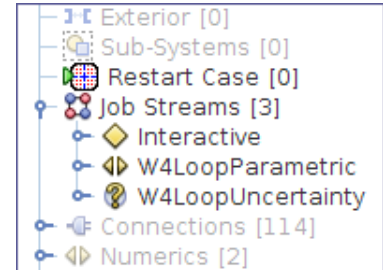 Exterior [0]
Sub-Systems [0]
Restart Case [0]
Job Streams [3]
Interactive
W4LoopParametric
W4LoopUncertainty
Connections [114]
Numerics [2]